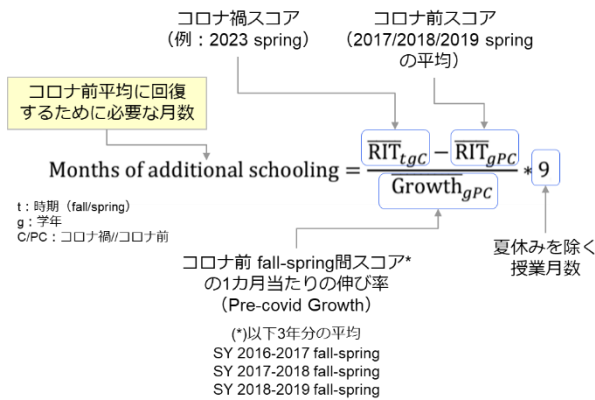 コロナ禍スコア
（例：2023 spring）
コロナ前スコア
（2017/2018/2019 spring
の平均）
コロナ前平均に回復
するために必要な月数
Months of additional schooling = (RIT̅_tgC − RIT̅_gPC) / Growth̅_gPC * 9
t：時期（fall/spring）
g：学年
C/PC：コロナ禍//コロナ前
コロナ前 fall-spring間スコア*
の1カ月当たりの伸び率
（Pre-covid Growth）
夏休みを除く
授業月数
(*)以下3年分の平均
SY 2016-2017 fall-spring
SY 2017-2018 fall-spring
SY 2018-2019 fall-spring